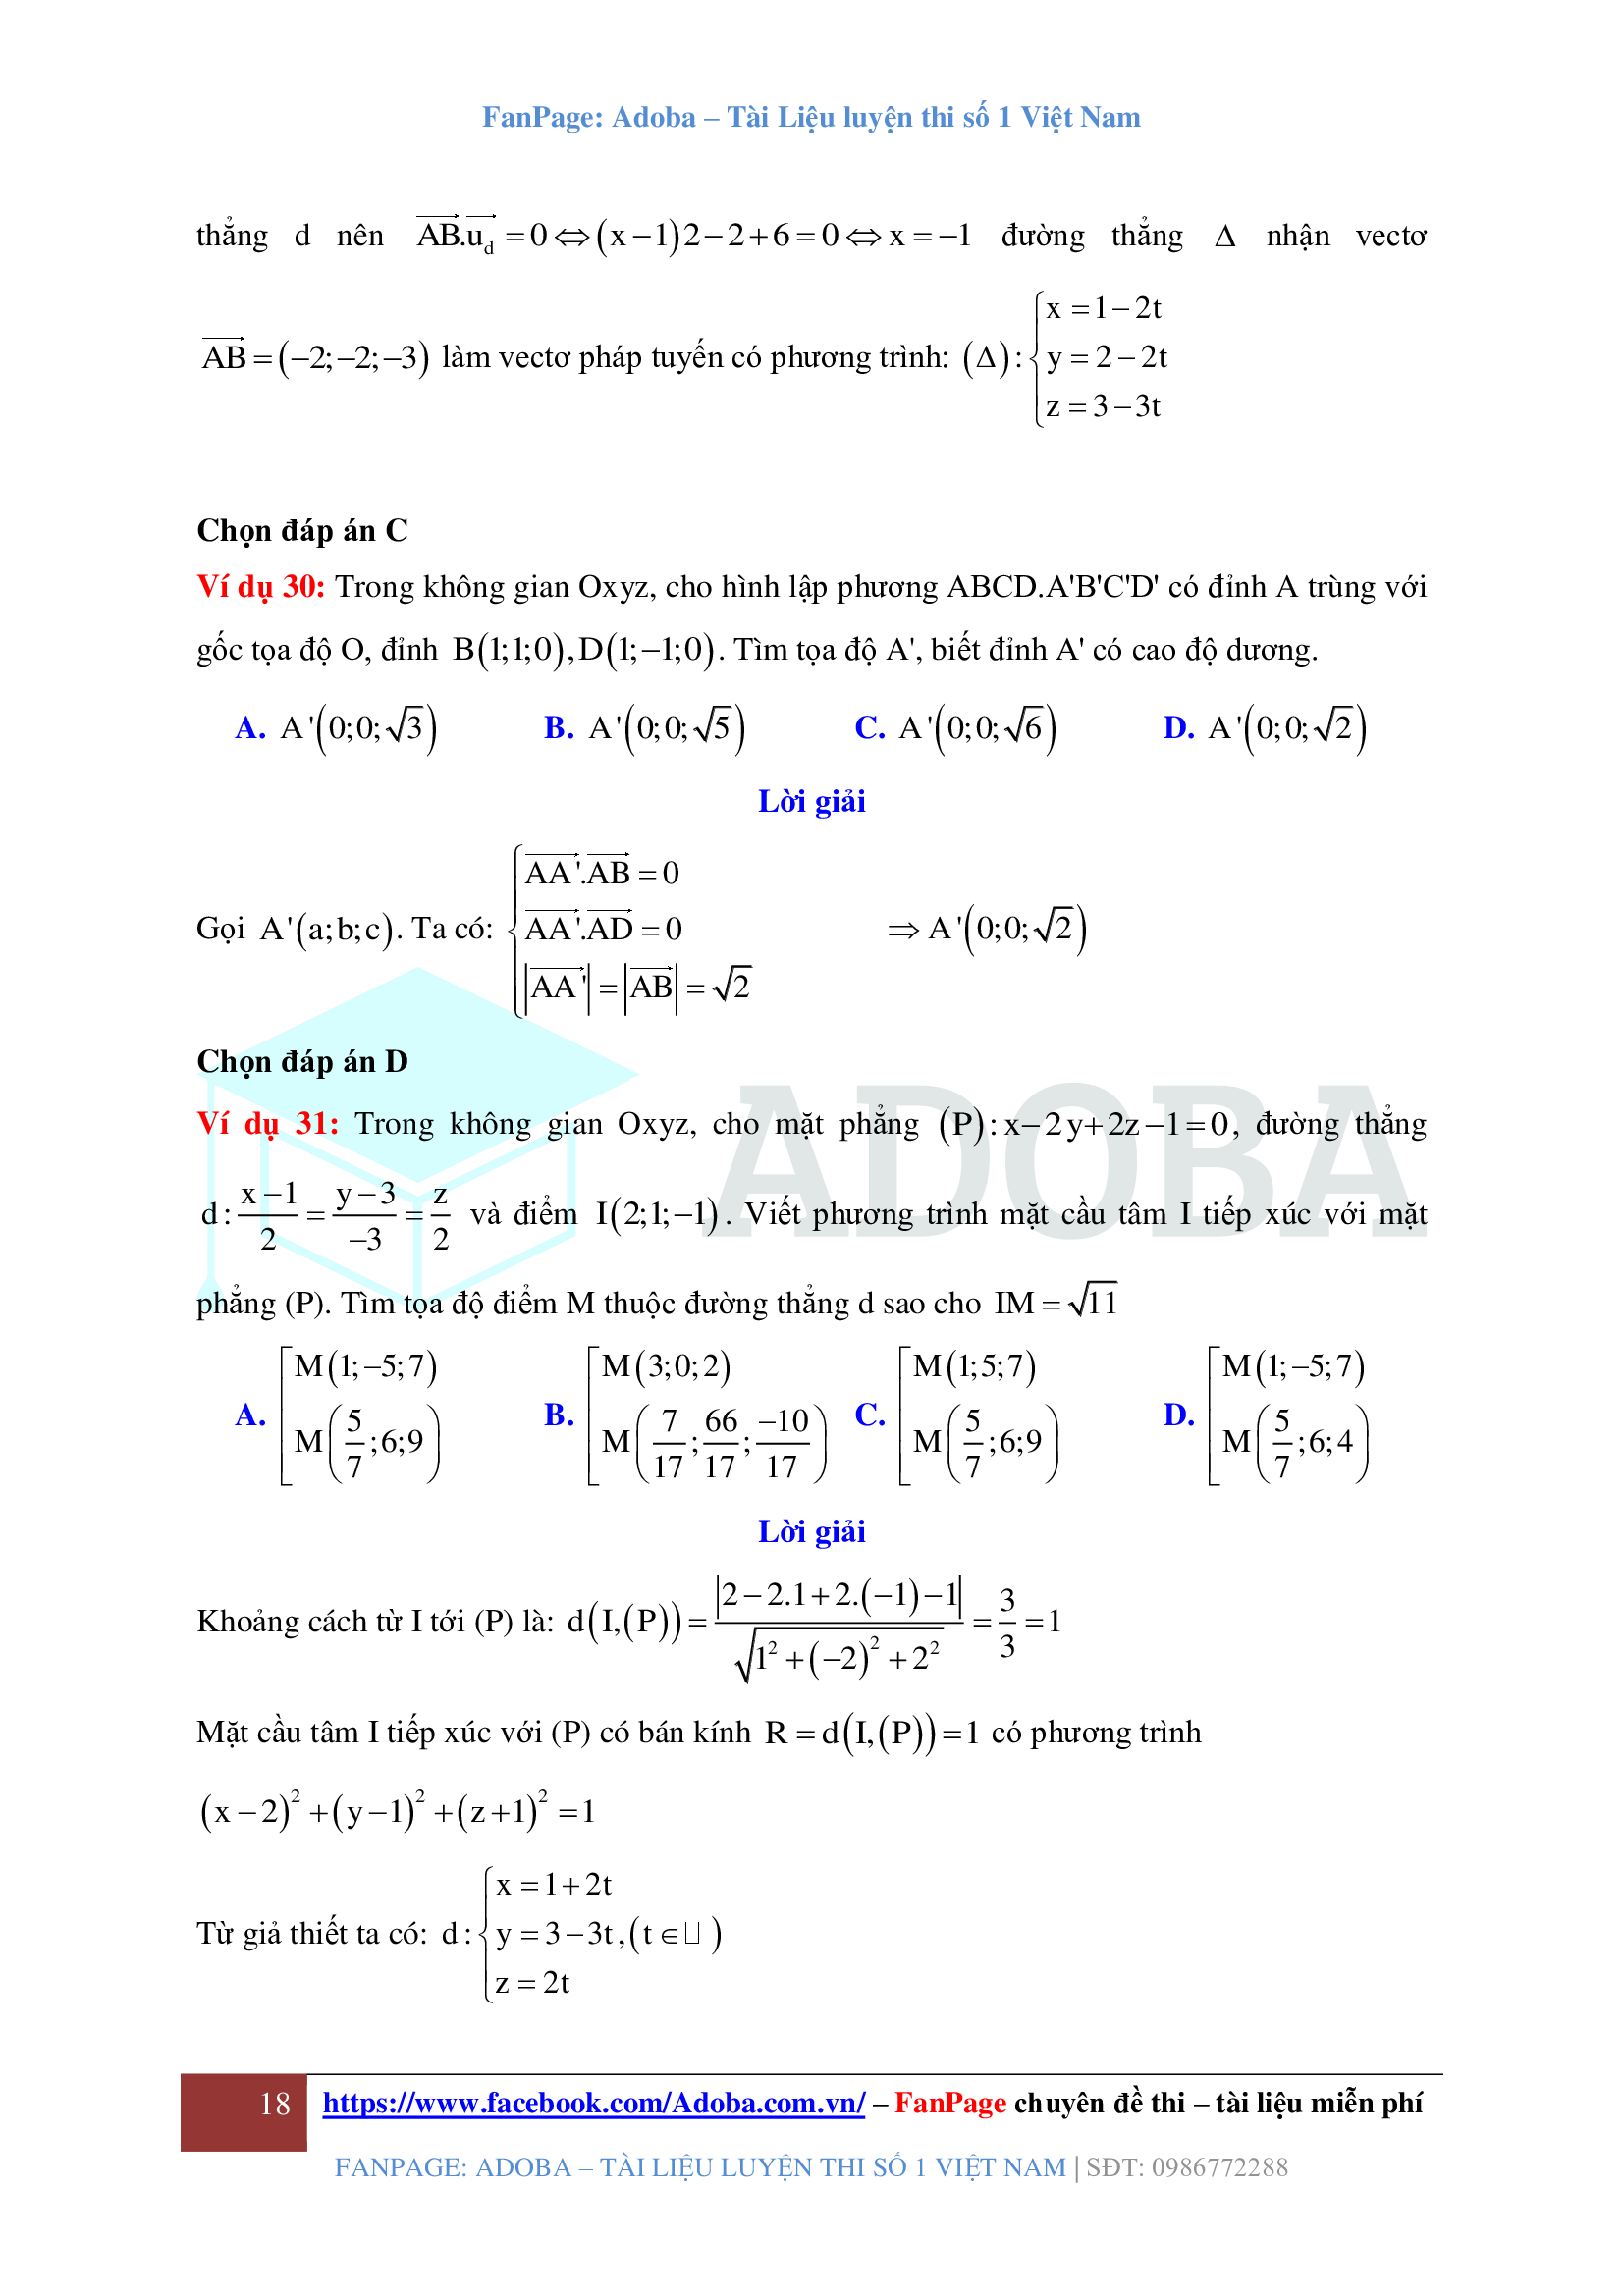 FanPage: Adoba – Tài Liệu luyện thi số 1 Việt Nam
thẳng d nên $\overrightarrow{AB}.\overrightarrow{u_d} = 0 \Leftrightarrow (x-1)2-2+6=0 \Leftrightarrow x=-1$ đường thẳng Δ nhận vectơ
$\overrightarrow{AB} = (-2;-2;-3)$ làm vectơ pháp tuyến có phương trình: $(\Delta): \begin{cases} x=1-2t \\ y=2-2t \\ z=3-3t \end{cases}$
Chọn đáp án C
Ví dụ 30: Trong không gian Oxyz, cho hình lập phương ABCD.A'B'C'D' có đỉnh A trùng với
gốc tọa độ O, đỉnh B(1;1;0),D(1;−1;0). Tìm tọa độ A', biết đỉnh A' có cao độ dương.
A. $A'(0;0;\sqrt{3})$ B. $A'(0;0;\sqrt{5})$ C. $A'(0;0;\sqrt{6})$ D. $A'(0;0;\sqrt{2})$
Lời giải
Gọi A'(a;b;c). Ta có: $\begin{cases} \overrightarrow{AA'}.\overrightarrow{AB}=0 \\ \overrightarrow{AA'}.\overrightarrow{AD}=0 \\ |\overrightarrow{AA'}|=|\overrightarrow{AB}|=\sqrt{2} \end{cases} \Rightarrow A'(0;0;\sqrt{2})$
Chọn đáp án D
ADOBA
Ví dụ 31: Trong không gian Oxyz, cho mặt phẳng (P): x−2y+2z−1=0, đường thẳng
$d: \frac{x-1}{2}=\frac{y-3}{-3}=\frac{z}{2}$ và điểm I(2;1;−1). Viết phương trình mặt cầu tâm I tiếp xúc với mặt
phẳng (P). Tìm tọa độ điểm M thuộc đường thẳng d sao cho $IM=\sqrt{11}$
A. $\left[\begin{array}{l} M(1;-5;7) \\ M\left(\frac{5}{7};6;9\right) \end{array}\right.$ B. $\left[\begin{array}{l} M(3;0;2) \\ M\left(\frac{7}{17};\frac{66}{17};\frac{-10}{17}\right) \end{array}\right.$ C. $\left[\begin{array}{l} M(1;5;7) \\ M\left(\frac{5}{7};6;9\right) \end{array}\right.$ D. $\left[\begin{array}{l} M(1;-5;7) \\ M\left(\frac{5}{7};6;4\right) \end{array}\right.$
Lời giải
Khoảng cách từ I tới (P) là: $d(I,(P))=\frac{|2-2.1+2.(-1)-1|}{\sqrt{1^2+(-2)^2+2^2}}=\frac{3}{3}=1$
Mặt cầu tâm I tiếp xúc với (P) có bán kính R = d(I,(P)) = 1 có phương trình
$(x-2)^2+(y-1)^2+(z+1)^2=1$
Từ giả thiết ta có: $d: \begin{cases} x=1+2t \\ y=3-3t \\ z=2t \end{cases},(t \in ⊔)$
18 https://www.facebook.com/Adoba.com.vn/ – FanPage chuyên đề thi – tài liệu miễn phí
FANPAGE: ADOBA – TÀI LIỆU LUYỆN THI SỐ 1 VIỆT NAM | SĐT: 0986772288